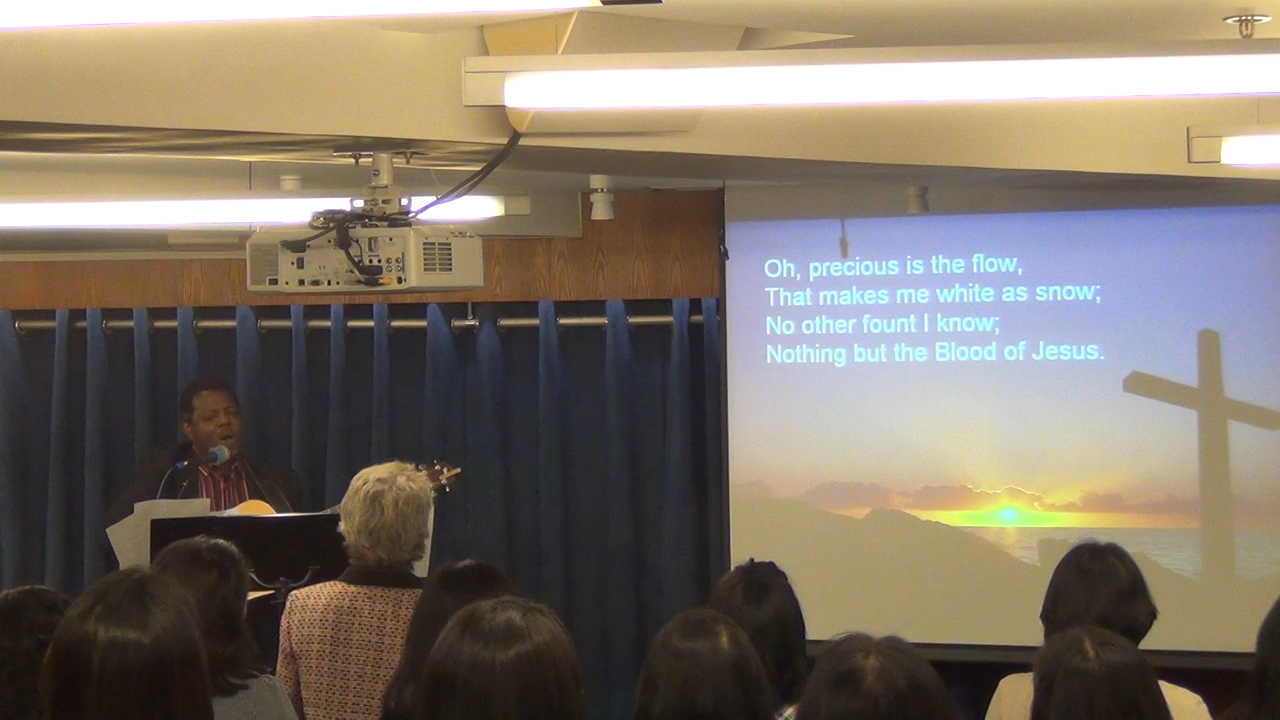 Oh, precious is the flow,
That makes me white as snow;
No other fount I know;
Nothing but the Blood of Jesus.